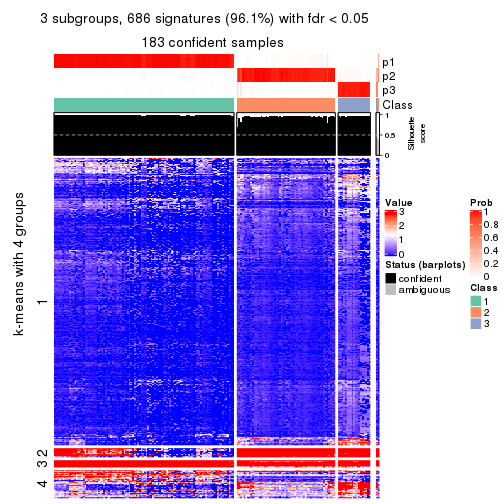 3 subgroups, 686 signatures (96.1%) with fdr < 0.05
183 confident samples
p1
p2
p3
Class
1
0.5
0
Silhouette
score
k-means with 4 groups
1
2
3
4
Value
3
2
1
0
Status (barplots)
confident
ambiguous
Prob
1
0.8
0.6
0.4
0.2
0
Class
1
2
3